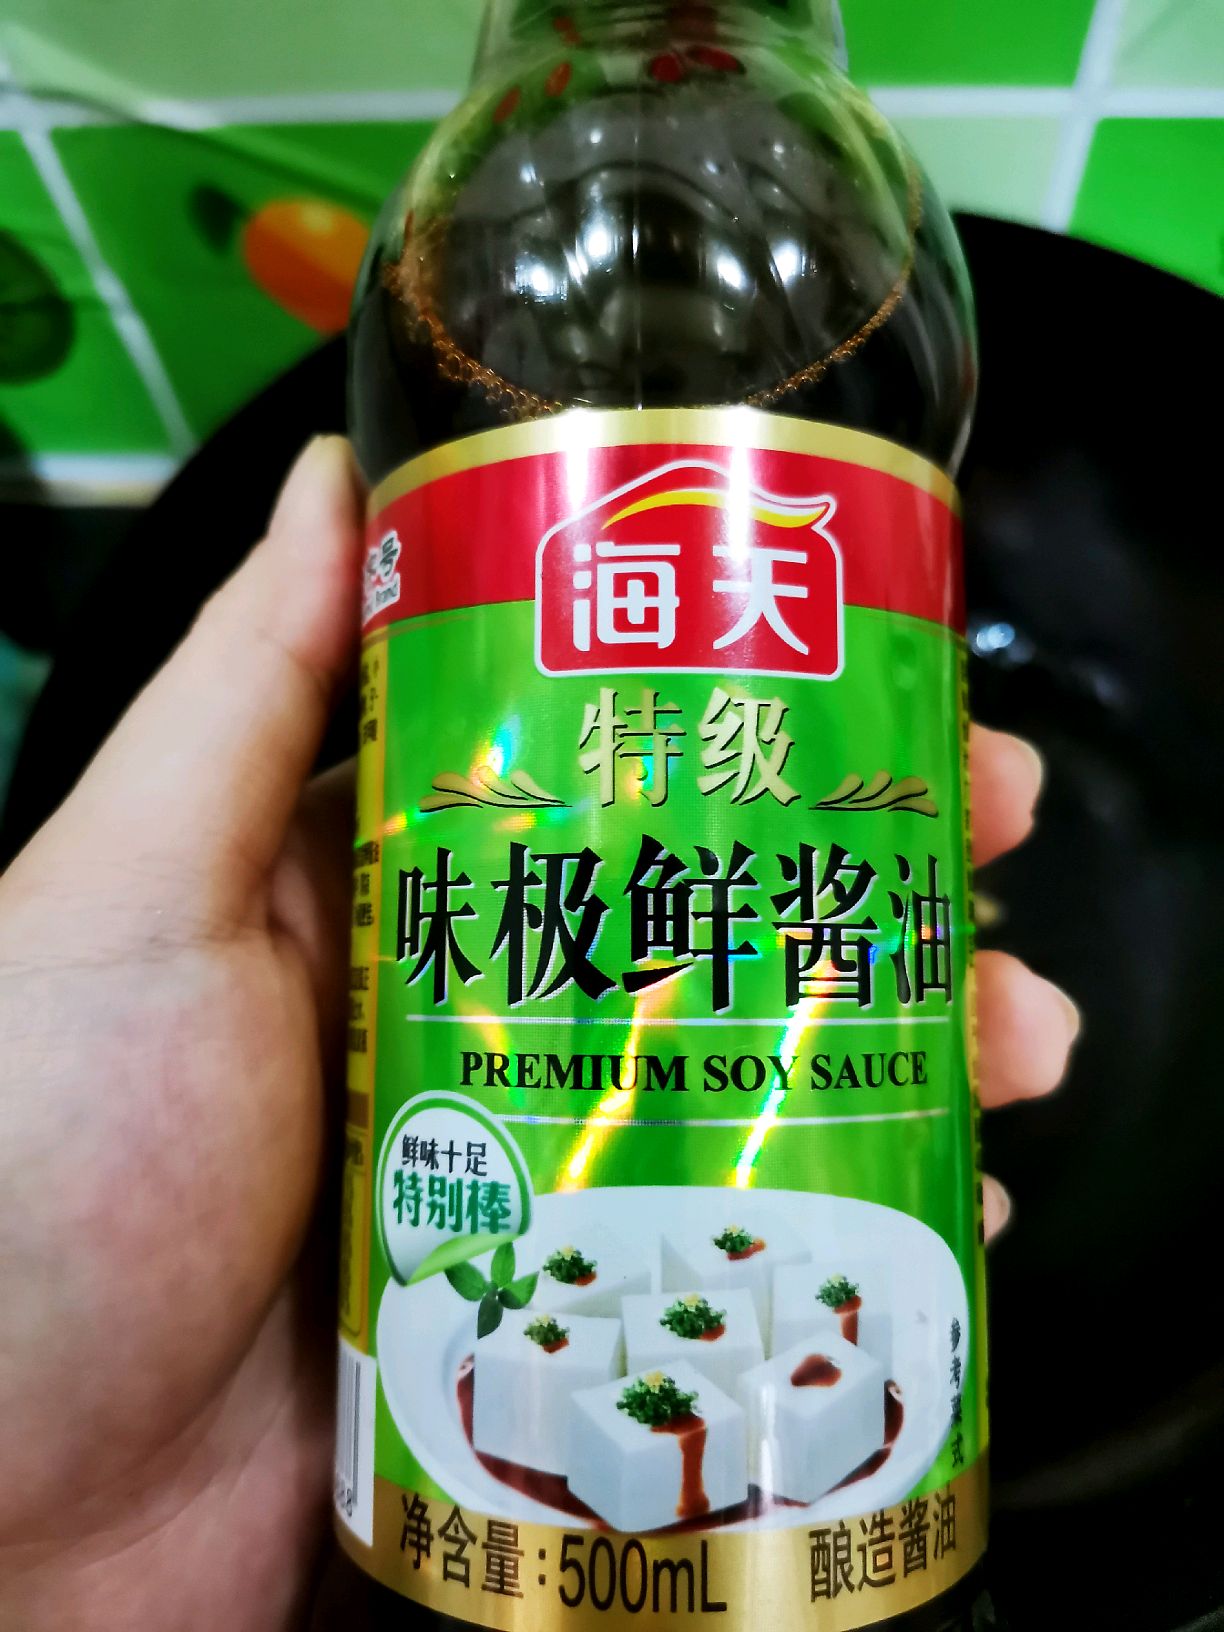 海天
特级
味极鲜酱油
PREMIUM SOY SAUCE
鲜味十足
特别棒
参考菜式
净含量:500mL
酿造酱油